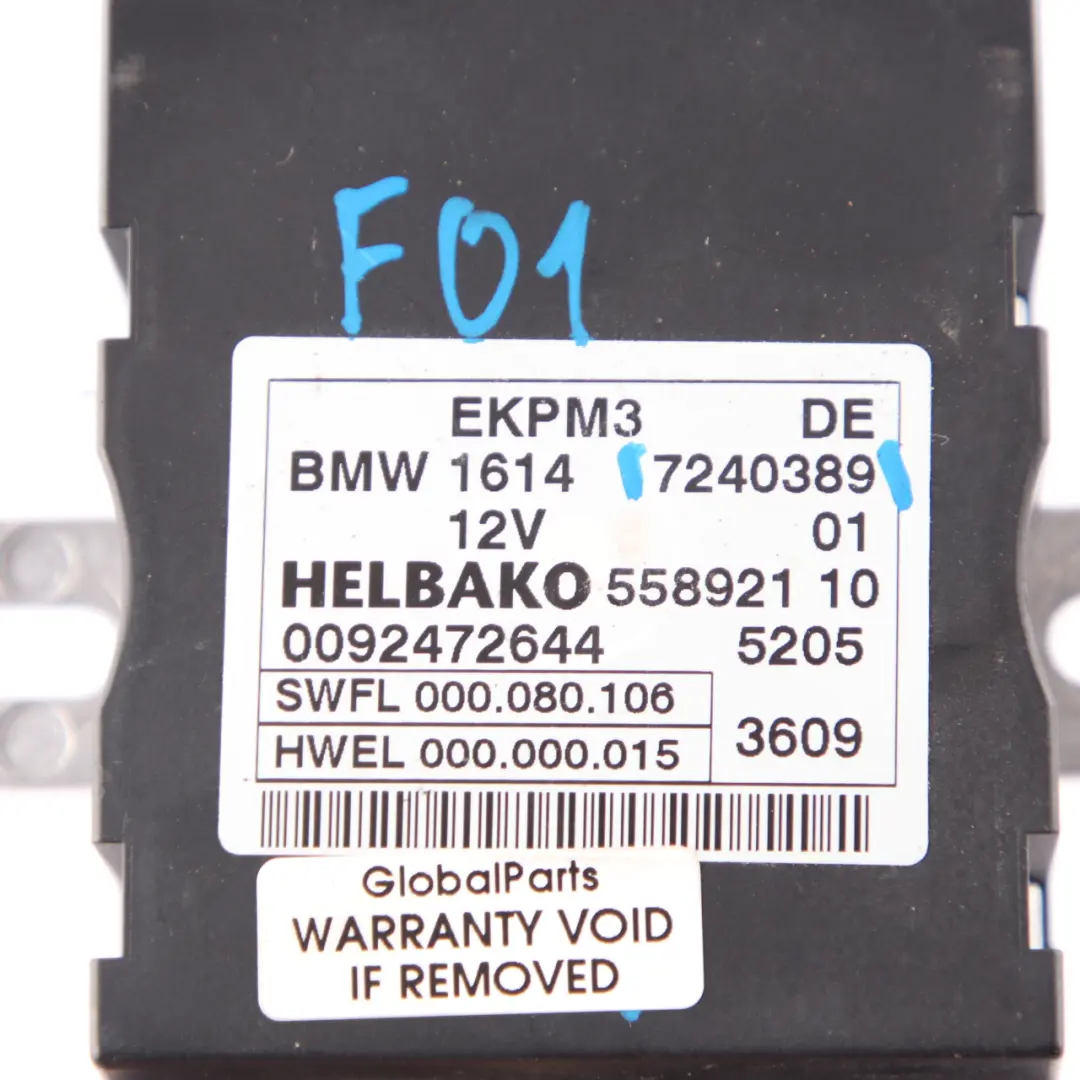 F01
EKPM3 DE
BMW 1614 7240389
12V 01
HELBAKO 558921 10
0092472644 5205
SWFL 000.080.106
HWEL 000.000.015 3609
GlobalParts
WARRANTY VOID
IF REMOVED